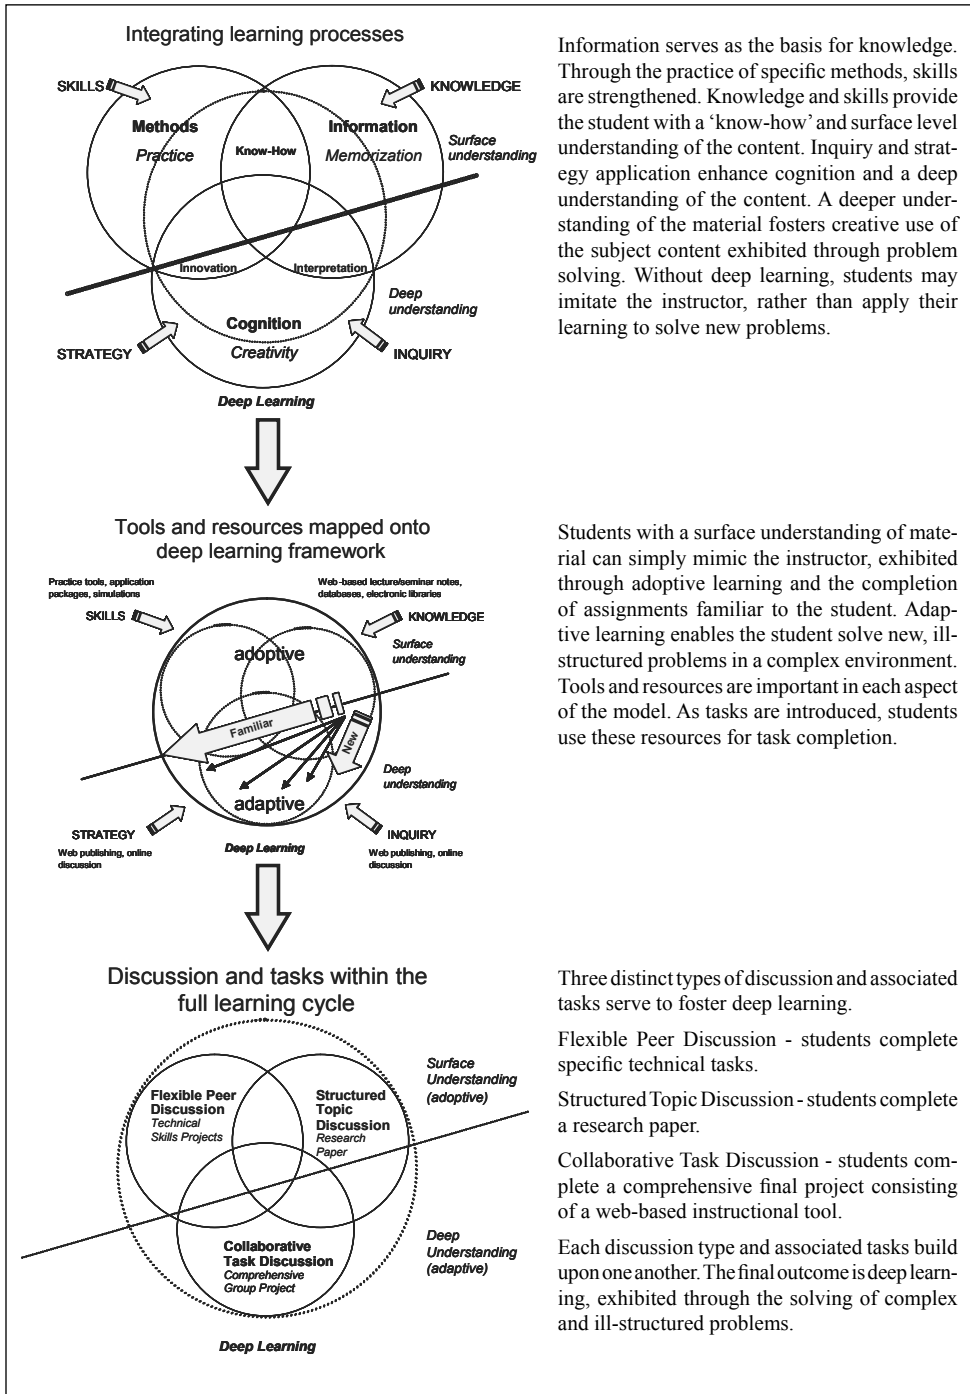 Integrating learning processes
SKILLS
KNOWLEDGE
Methods
Practice
Know-How
Information
Memorization
Surface
understanding
Innovation
Interpretation
Deep
understanding
Cognition
Creativity
STRATEGY
INQUIRY
Deep Learning
Information serves as the basis for knowledge.
Through the practice of specific methods, skills
are strengthened. Knowledge and skills provide
the student with a ‘know-how’ and surface level
understanding of the content. Inquiry and strat-
egy application enhance cognition and a deep
understanding of the content. A deeper under-
standing of the material fosters creative use of
the subject content exhibited through problem
solving. Without deep learning, students may
imitate the instructor, rather than apply their
learning to solve new problems.
Tools and resources mapped onto
deep learning framework
Practice tools, application
packages, simulations
Web-based lecture/seminar notes,
databases, electronic libraries
SKILLS
KNOWLEDGE
adoptive
Surface
understanding
Familiar
New
Deep
understanding
adaptive
STRATEGY
INQUIRY
Web publishing, online
discussion
Deep Learning
Web publishing, online
discussion
Students with a surface understanding of mate-
rial can simply mimic the instructor, exhibited
through adoptive learning and the completion
of assignments familiar to the student. Adap-
tive learning enables the student solve new, ill-
structured problems in a complex environment.
Tools and resources are important in each aspect
of the model. As tasks are introduced, students
use these resources for task completion.
Discussion and tasks within the
full learning cycle
Flexible Peer
Discussion
Technical
Skills Projects
Structured
Topic
Discussion
Research
Paper
Surface
Understanding
(adoptive)
Collaborative
Task Discussion
Comprehensive
Group Project
Deep
Understanding
(adaptive)
Deep Learning
Three distinct types of discussion and associated
tasks serve to foster deep learning.
Flexible Peer Discussion - students complete
specific technical tasks.
Structured Topic Discussion - students complete
a research paper.
Collaborative Task Discussion - students com-
plete a comprehensive final project consisting
of a web-based instructional tool.
Each discussion type and associated tasks build
upon one another. The final outcome is deep learn-
ing, exhibited through the solving of complex
and ill-structured problems.